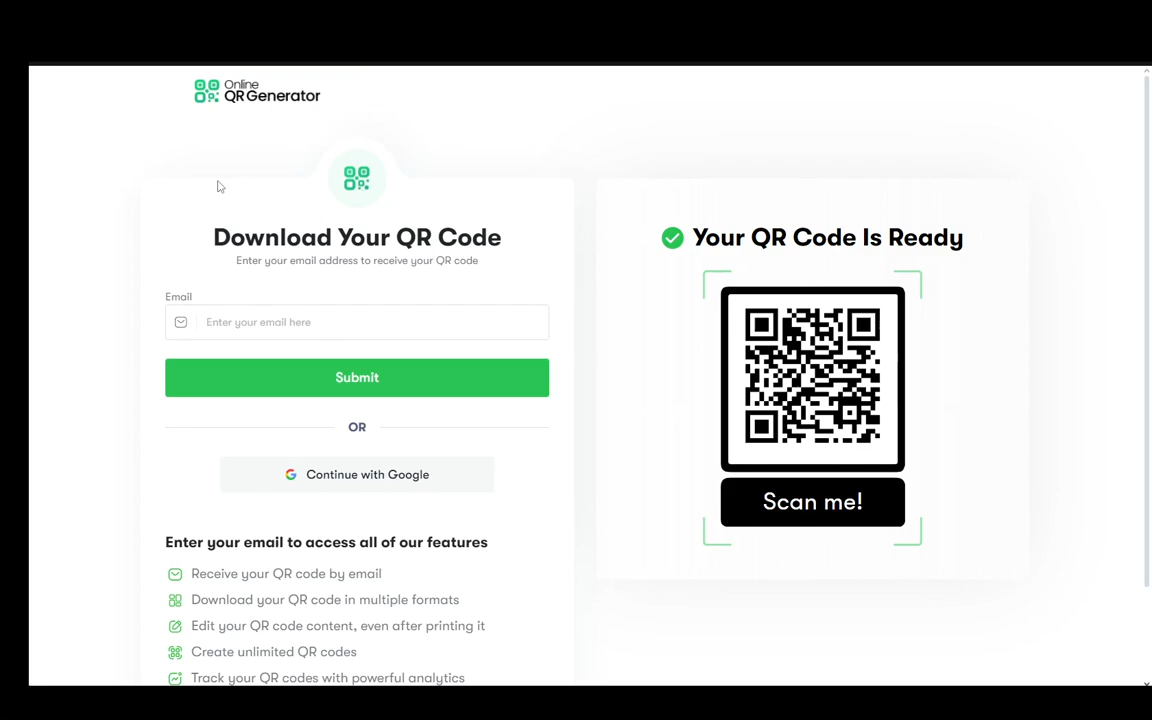 Online
QR Generator
Download Your QR Code
Enter your email address to receive your QR code
Email
Enter your email here
Submit
OR
Continue with Google
Enter your email to access all of our features
Receive your QR code by email
Download your QR code in multiple formats
Edit your QR code content, even after printing it
Create unlimited QR codes
Track your QR codes with powerful analytics
Your QR Code Is Ready
Scan me!